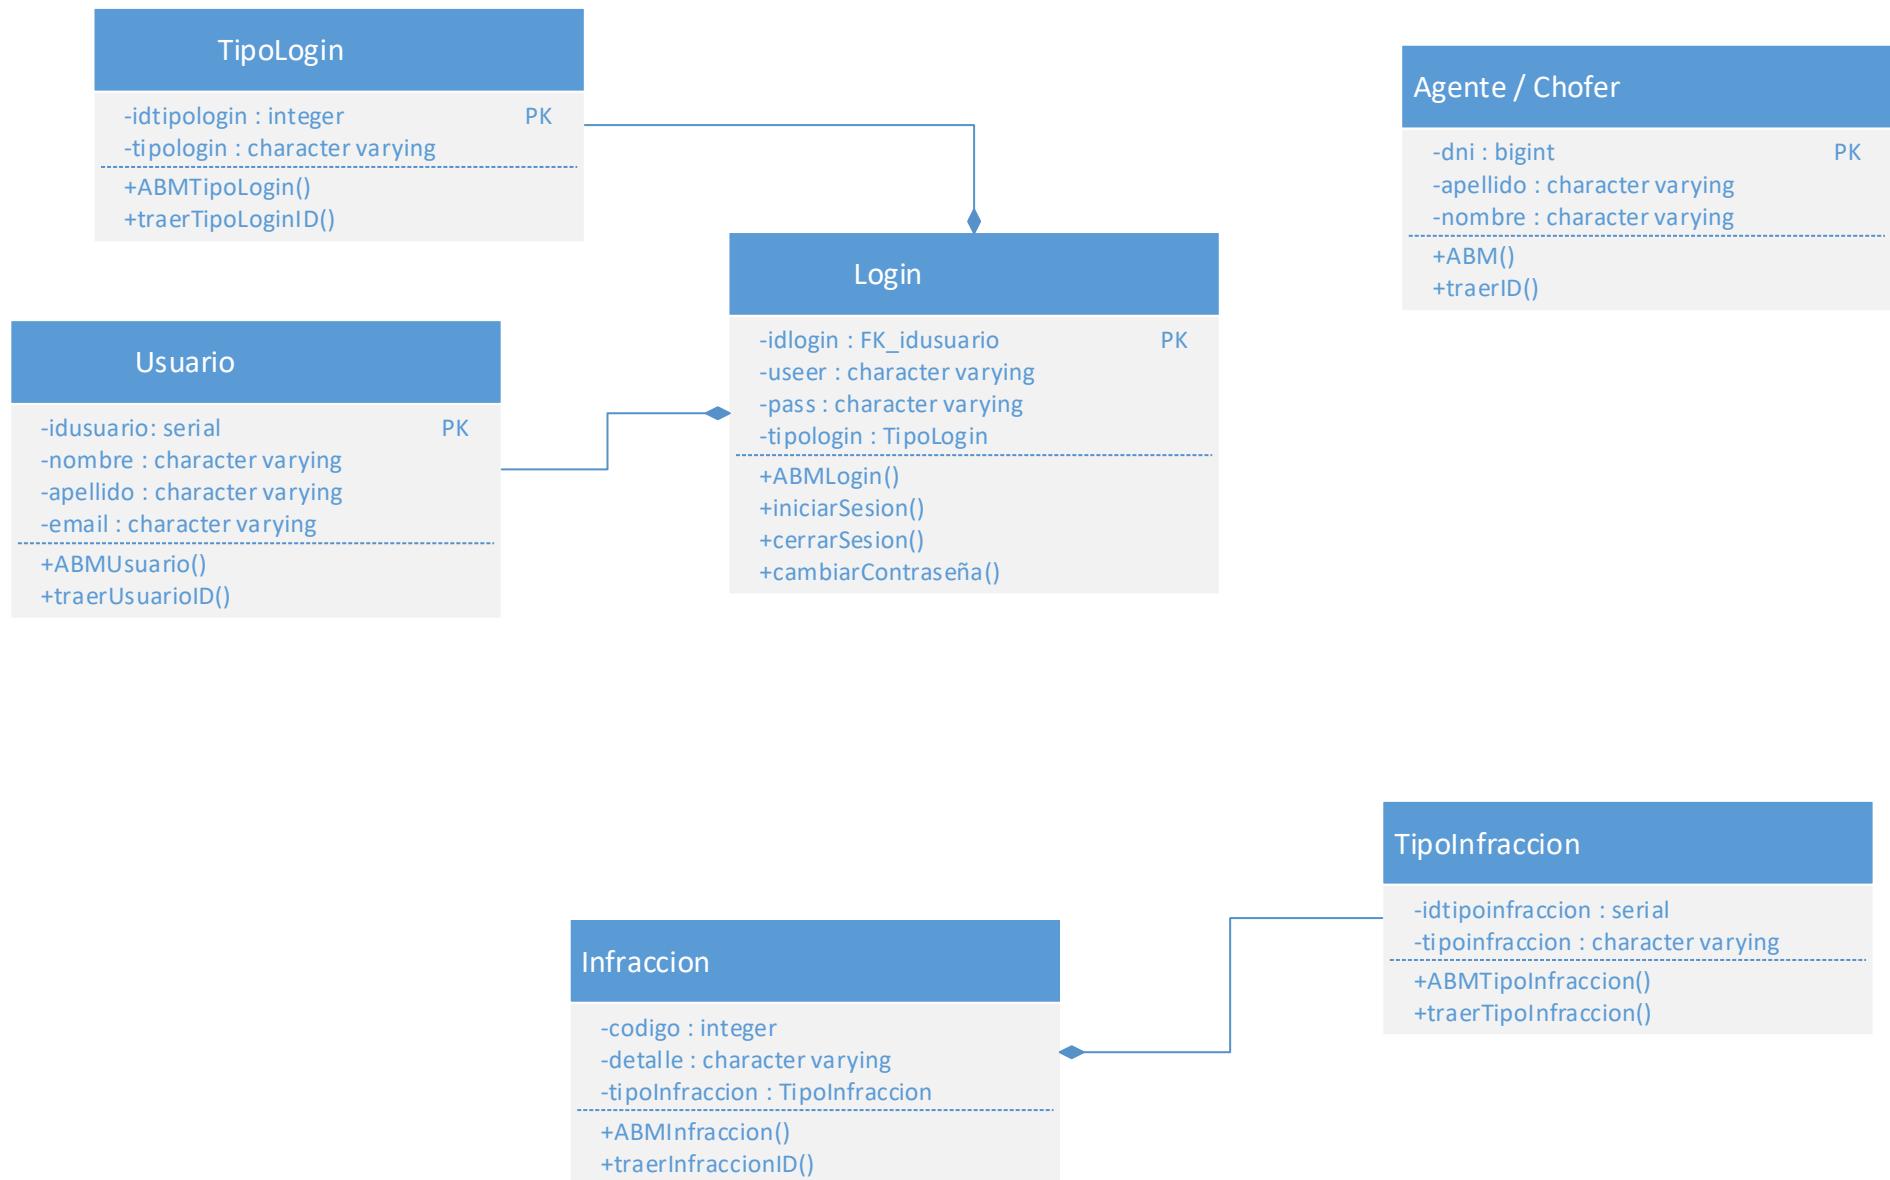 TipoLogin
-idtipologin : integer PK
-tipologin : character varying
+ABMTipoLogin()
+traerTipoLoginID()
Agente / Chofer
-dni : bigint PK
-apellido : character varying
-nombre : character varying
+ABM()
+traerID()
Login
-idlogin : FK_idusuario PK
-useer : character varying
-pass : character varying
-tipologin : TipoLogin
+ABMLogin()
+iniciarSesion()
+cerrarSesion()
+cambiarContraseña()
Usuario
-idusuario: serial PK
-nombre : character varying
-apellido : character varying
-email : character varying
+ABMUsuario()
+traerUsuarioID()
TipoInfraccion
-idtipoinfraccion : serial
-tipoinfraccion : character varying
+ABMTipoInfraccion()
+traerTipoInfraccion()
Infraccion
-codigo : integer
-detalle : character varying
-tipoInfraccion : TipoInfraccion
+ABMInfraccion()
+traerInfraccionID()